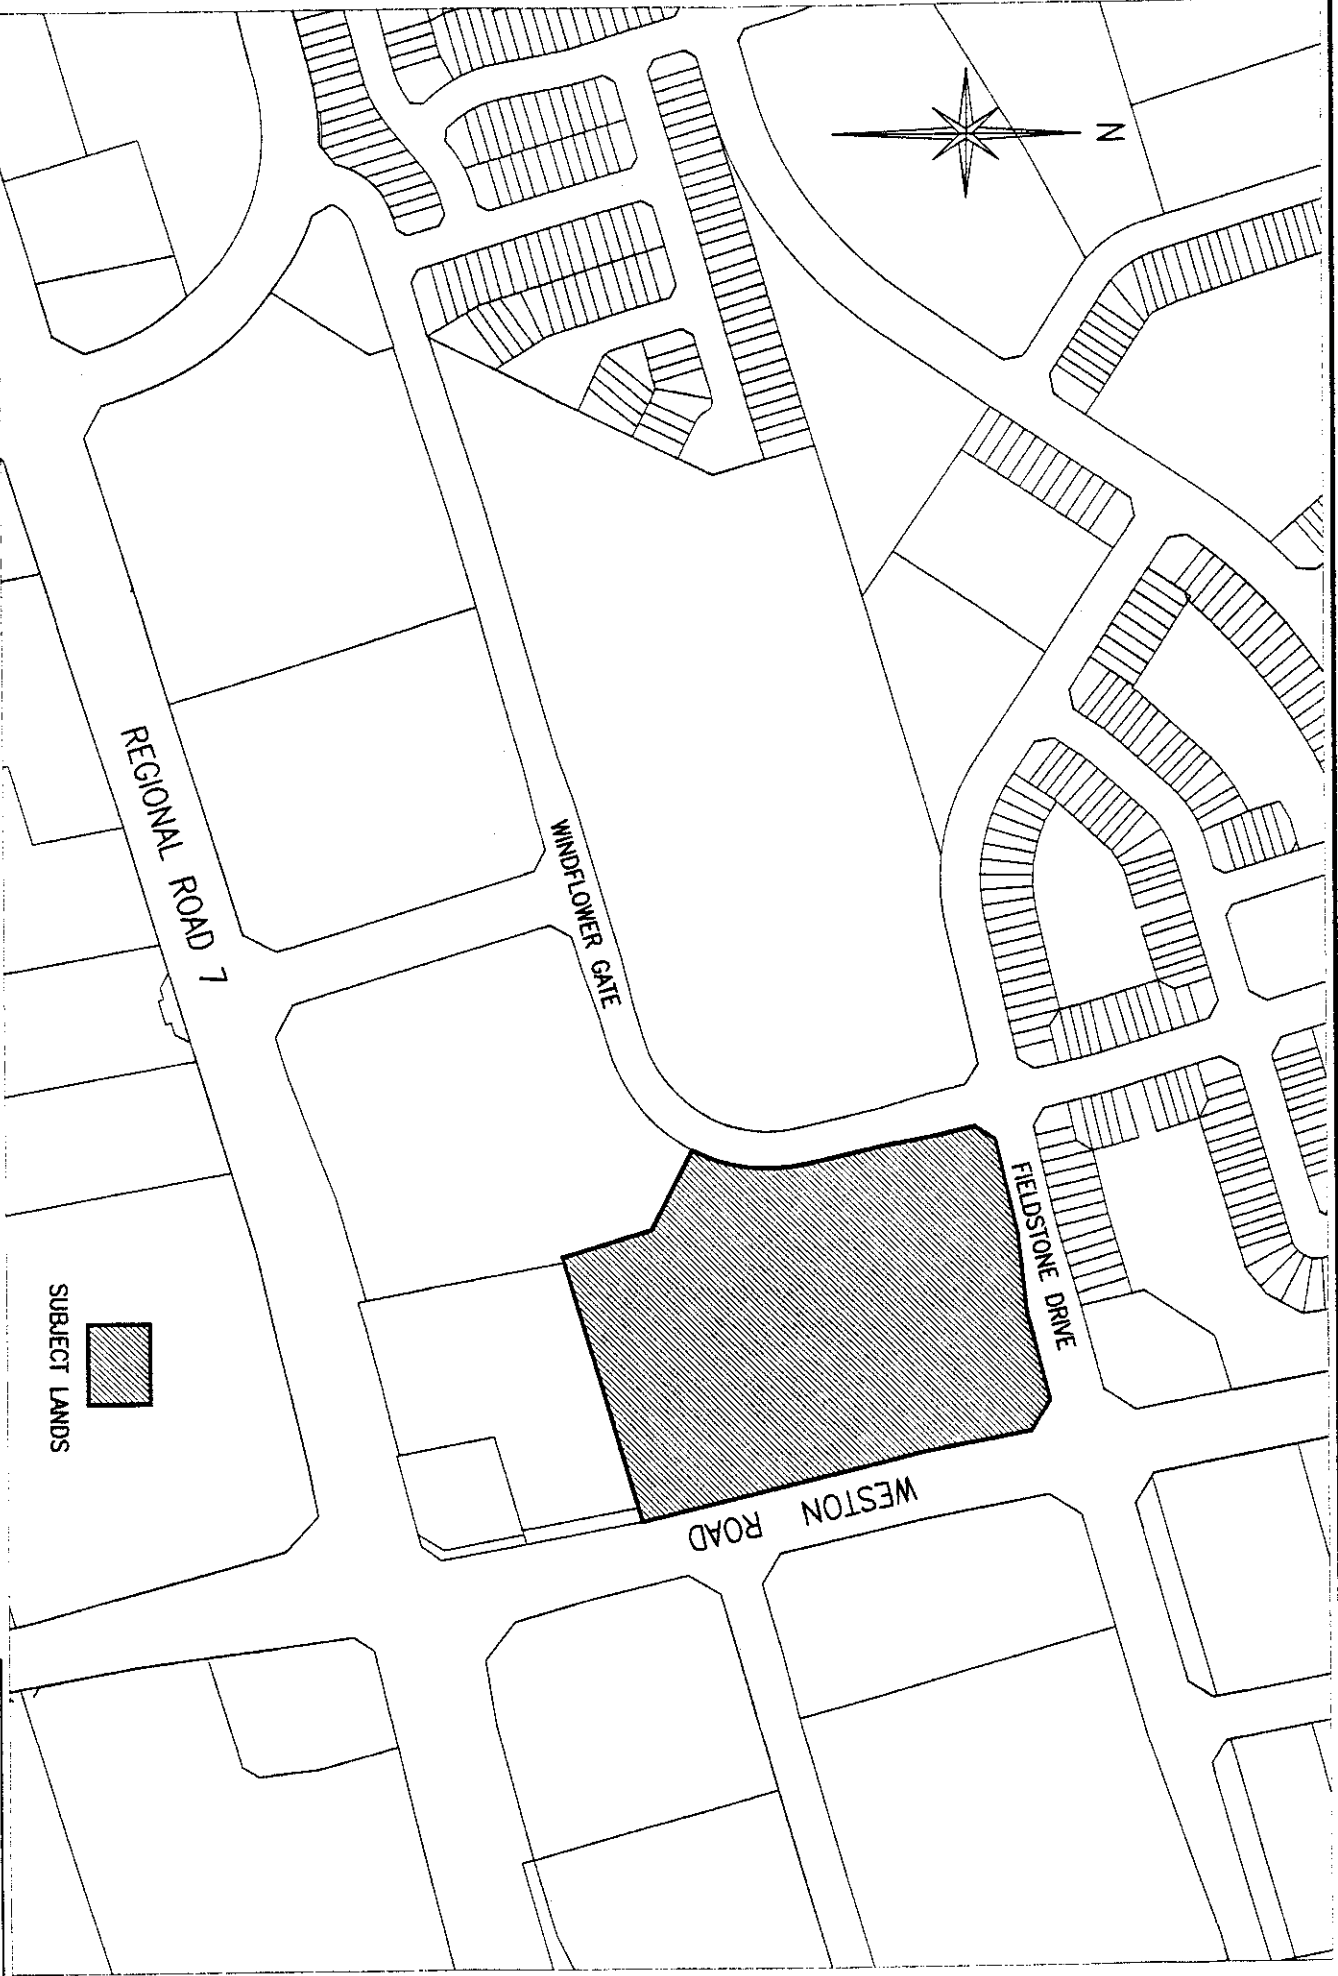 N
FIELDSTONE DRIVE
WINDFLOWER GATE
WESTON ROAD
REGIONAL ROAD 7
SUBJECT LANDS